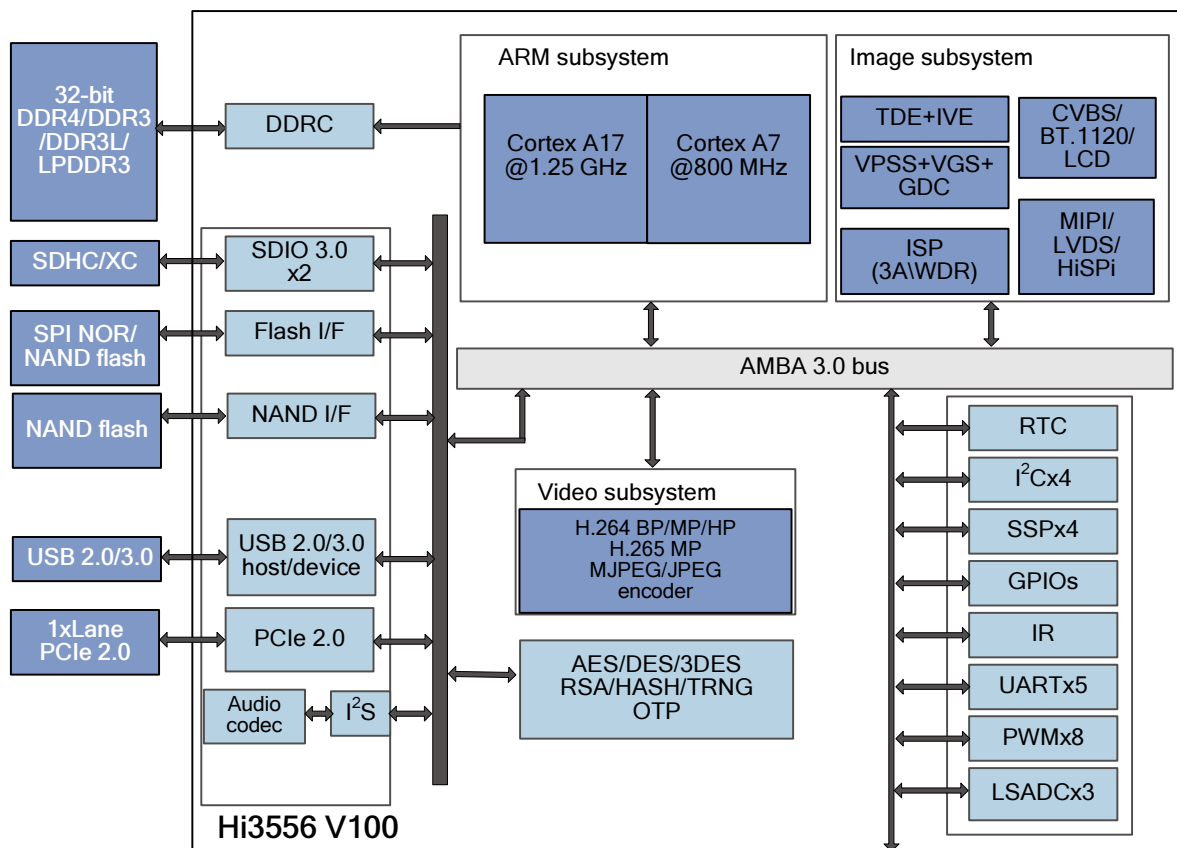 32-bit
DDR4/DDR3
/DDR3L/
LPDDR3
DDRC
ARM subsystem
Cortex A17
@1.25 GHz
Cortex A7
@800 MHz
Image subsystem
TDE+IVE
VPSS+VGS+
GDC
ISP
(3A\WDR)
CVBS/
BT.1120/
LCD
MIPI/
LVDS/
HiSPi
SDHC/XC
SDIO 3.0
x2
SPI NOR/
NAND flash
Flash I/F
NAND flash
NAND I/F
AMBA 3.0 bus
USB 2.0/3.0
USB 2.0/3.0
host/device
1xLane
PCIe 2.0
PCIe 2.0
Audio
codec
I²S
Video subsystem
H.264 BP/MP/HP
H.265 MP
MJPEG/JPEG
encoder
AES/DES/3DES
RSA/HASH/TRNG
OTP
RTC
I²Cx4
SSPx4
GPIOs
IR
UARTx5
PWMx8
LSADCx3
Hi3556 V100